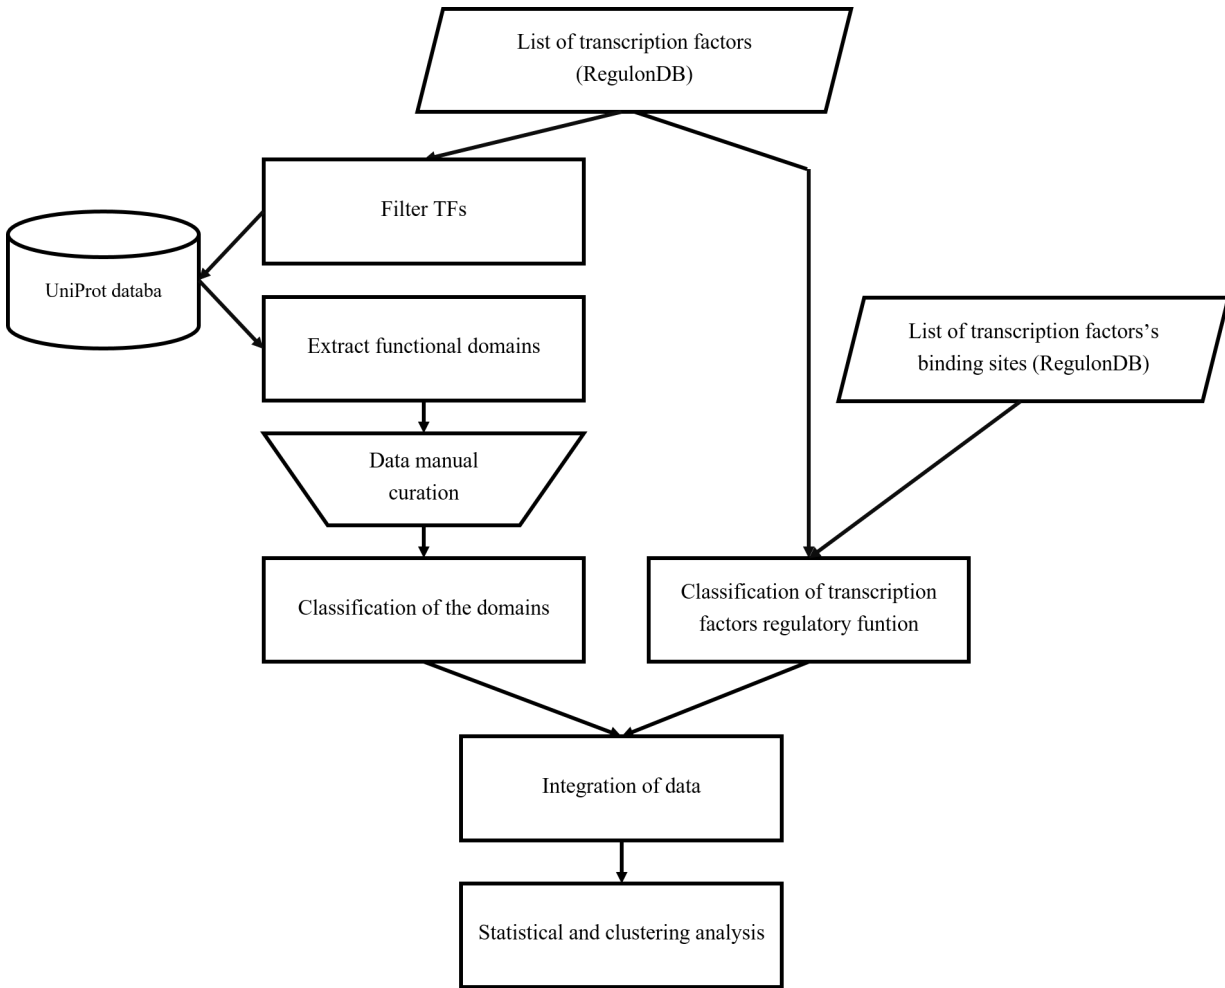 List of transcription factors
(RegulonDB)
Filter TFs
UniProt databa
Extract functional domains
List of transcription factors‘s
binding sites (RegulonDB)
Data manual
curation
Classification of the domains
Classification of transcription
factors regulatory funtion
Integration of data
Statistical and clustering analysis